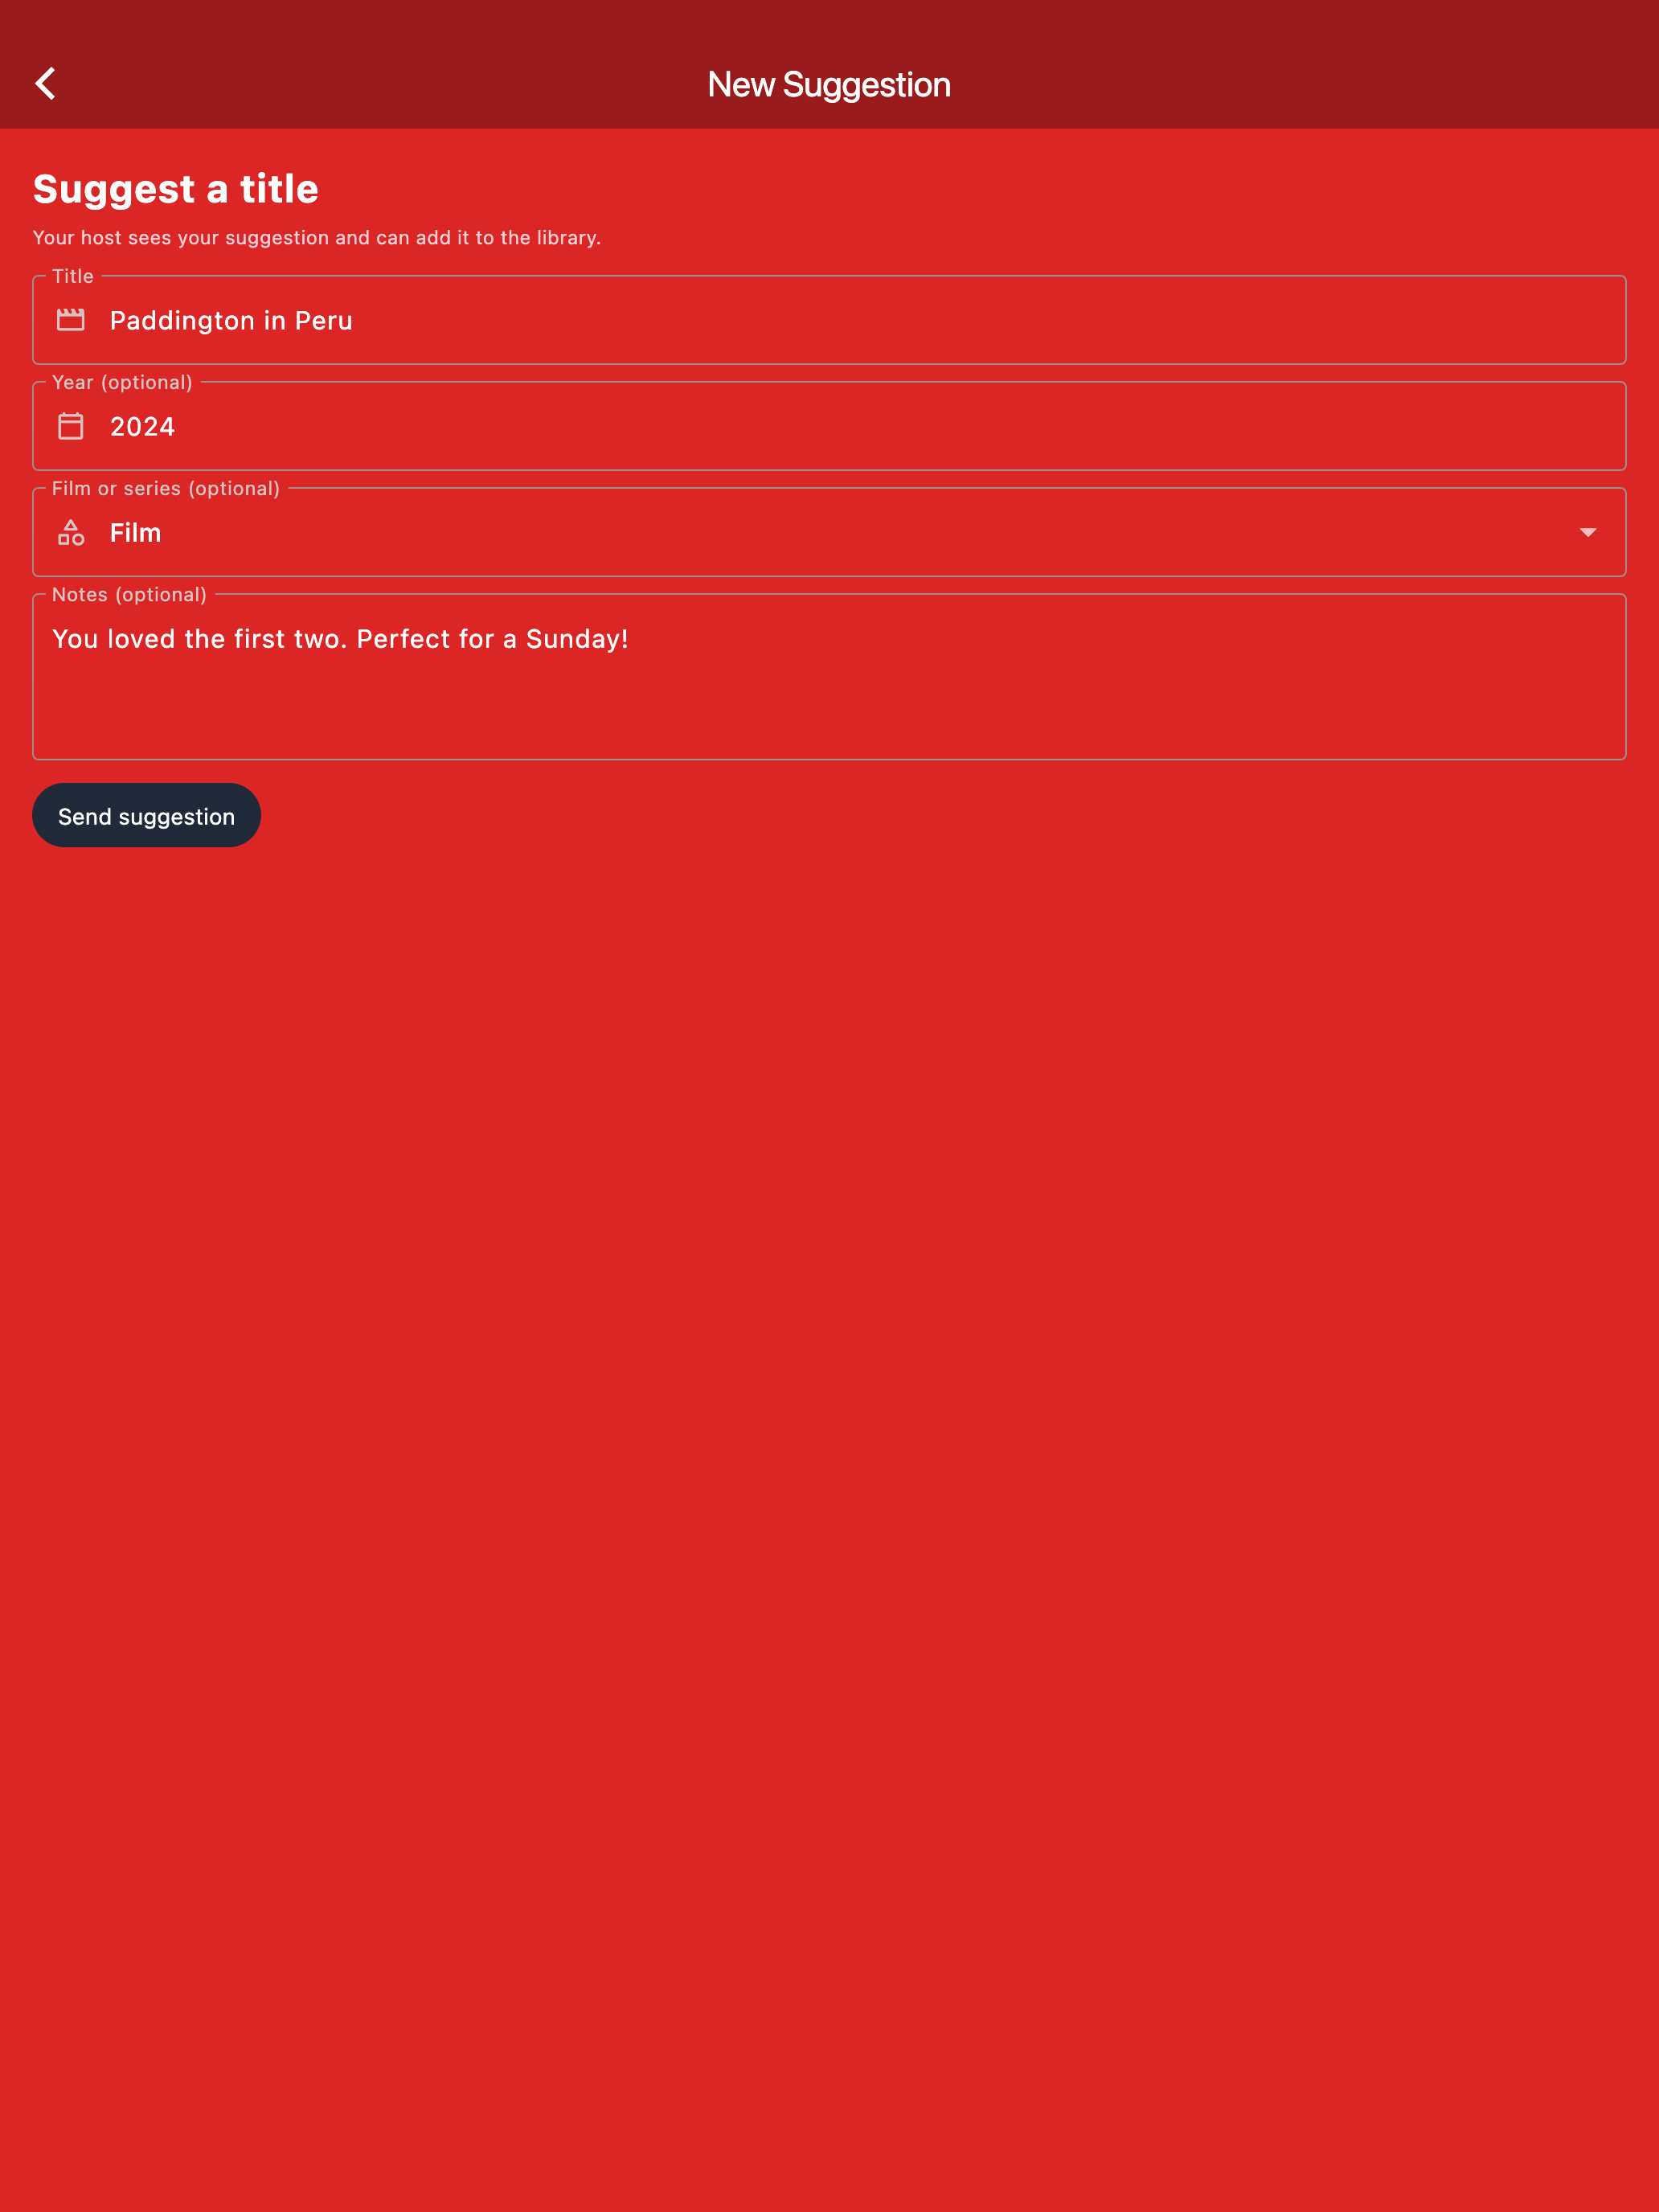 New Suggestion
Suggest a title
Your host sees your suggestion and can add it to the library.
Title
Paddington in Peru
Year (optional)
2024
Film or series (optional)
Film
Notes (optional)
You loved the first two. Perfect for a Sunday!
Send suggestion